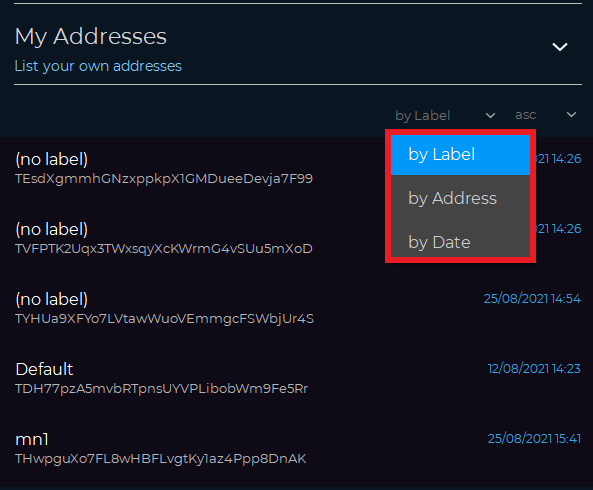 My Addresses
List your own addresses
by Label asc
by Label
by Address
by Date
(no label) 2021 14:26
TEsdXgmmhGNzxppkpX1GMDueeDevja7F99
(no label) 2021 14:26
TVFPTK2Uqx3TWxsqyXcKWrmG4vSUu5mXoD
(no label) 25/08/2021 14:54
TYHUa9XFYo7LVtawWuoVEmmgcFSWbjUr4S
Default 12/08/2021 14:23
TDH77pzA5mvbRTpnsUYVPLibobWm9Fe5Rr
mn1 25/08/2021 15:41
THwpguXo7FL8wHBFLvgtKy1az4Ppp8DnAK